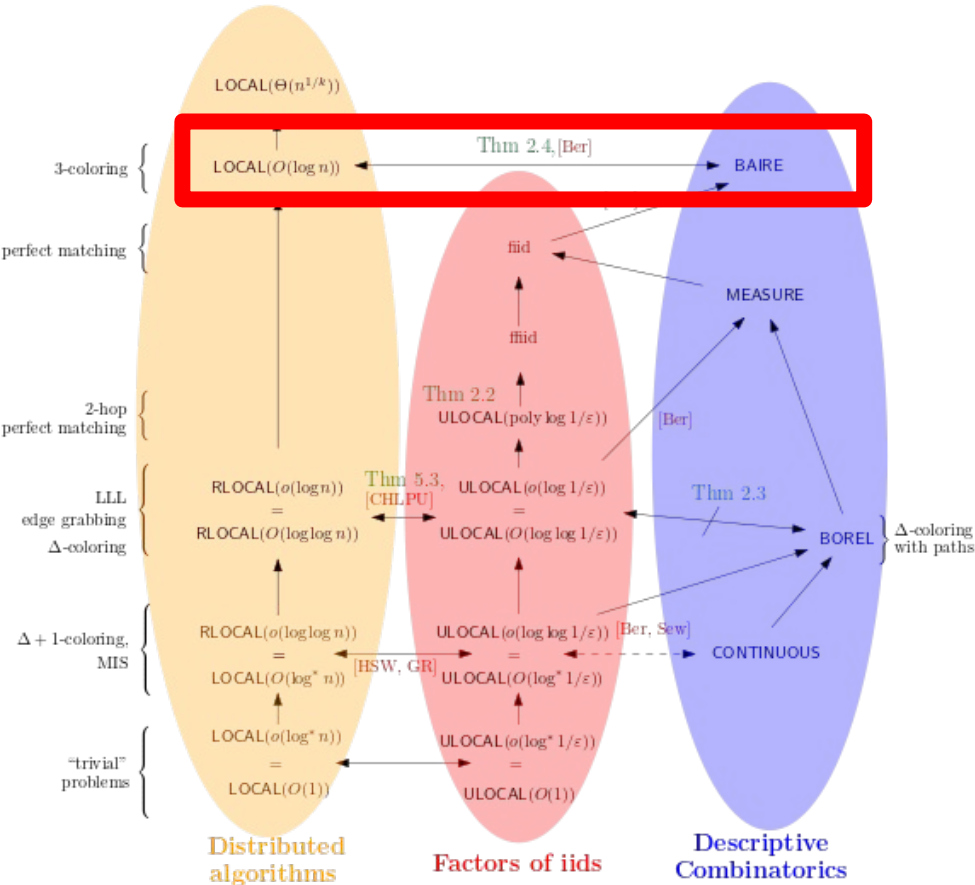 LOCAL(Θ(n^{1/k}))
Thm 2.4,[Ber]
3-coloring
LOCAL(O(log n))
BAIRE
perfect matching
fiid
MEASURE
ffiid
Thm 2.2
2-hop
perfect matching
ULOCAL(poly log 1/ε))
[Ber]
LLL
edge grabbing
Δ-coloring
RLOCAL(o(log n))
=
RLOCAL(O(log log n))
Thm 5.3,
[CHLPU]
ULOCAL(o(log 1/ε))
=
ULOCAL(O(log log 1/ε))
Thm 2.3
BOREL
Δ-coloring
with paths
Δ + 1-coloring,
MIS
RLOCAL(o(log log n))
=
LOCAL(O(log* n))
[HSW, GR]
ULOCAL(o(log log 1/ε))
=
ULOCAL(O(log* 1/ε))
[Ber, Sew]
CONTINUOUS
“trivial”
problems
LOCAL(o(log* n))
=
LOCAL(O(1))
ULOCAL(o(log* 1/ε))
=
ULOCAL(O(1))
Distributed
algorithms
Factors of iids
Descriptive
Combinatorics